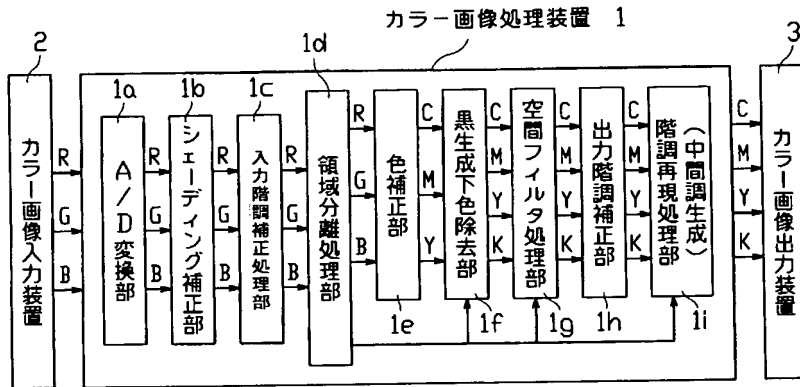 カラー画像処理装置 1
2
カラー画像入力装置
R
G
B
1a
A/D変換部
R
G
B
1b
シェーディング補正部
R
G
B
1c
入力階調補正処理部
R
G
B
1d
領域分離処理部
R
G
B
色補正部
1e
C
M
Y
黒生成下色除去部
1f
C
M
Y
K
空間フィルタ処理部
1g
C
M
Y
K
出力階調補正部
1h
C
M
Y
K
階調再現処理部
(中間調生成)
1i
C
M
Y
K
3
カラー画像出力装置